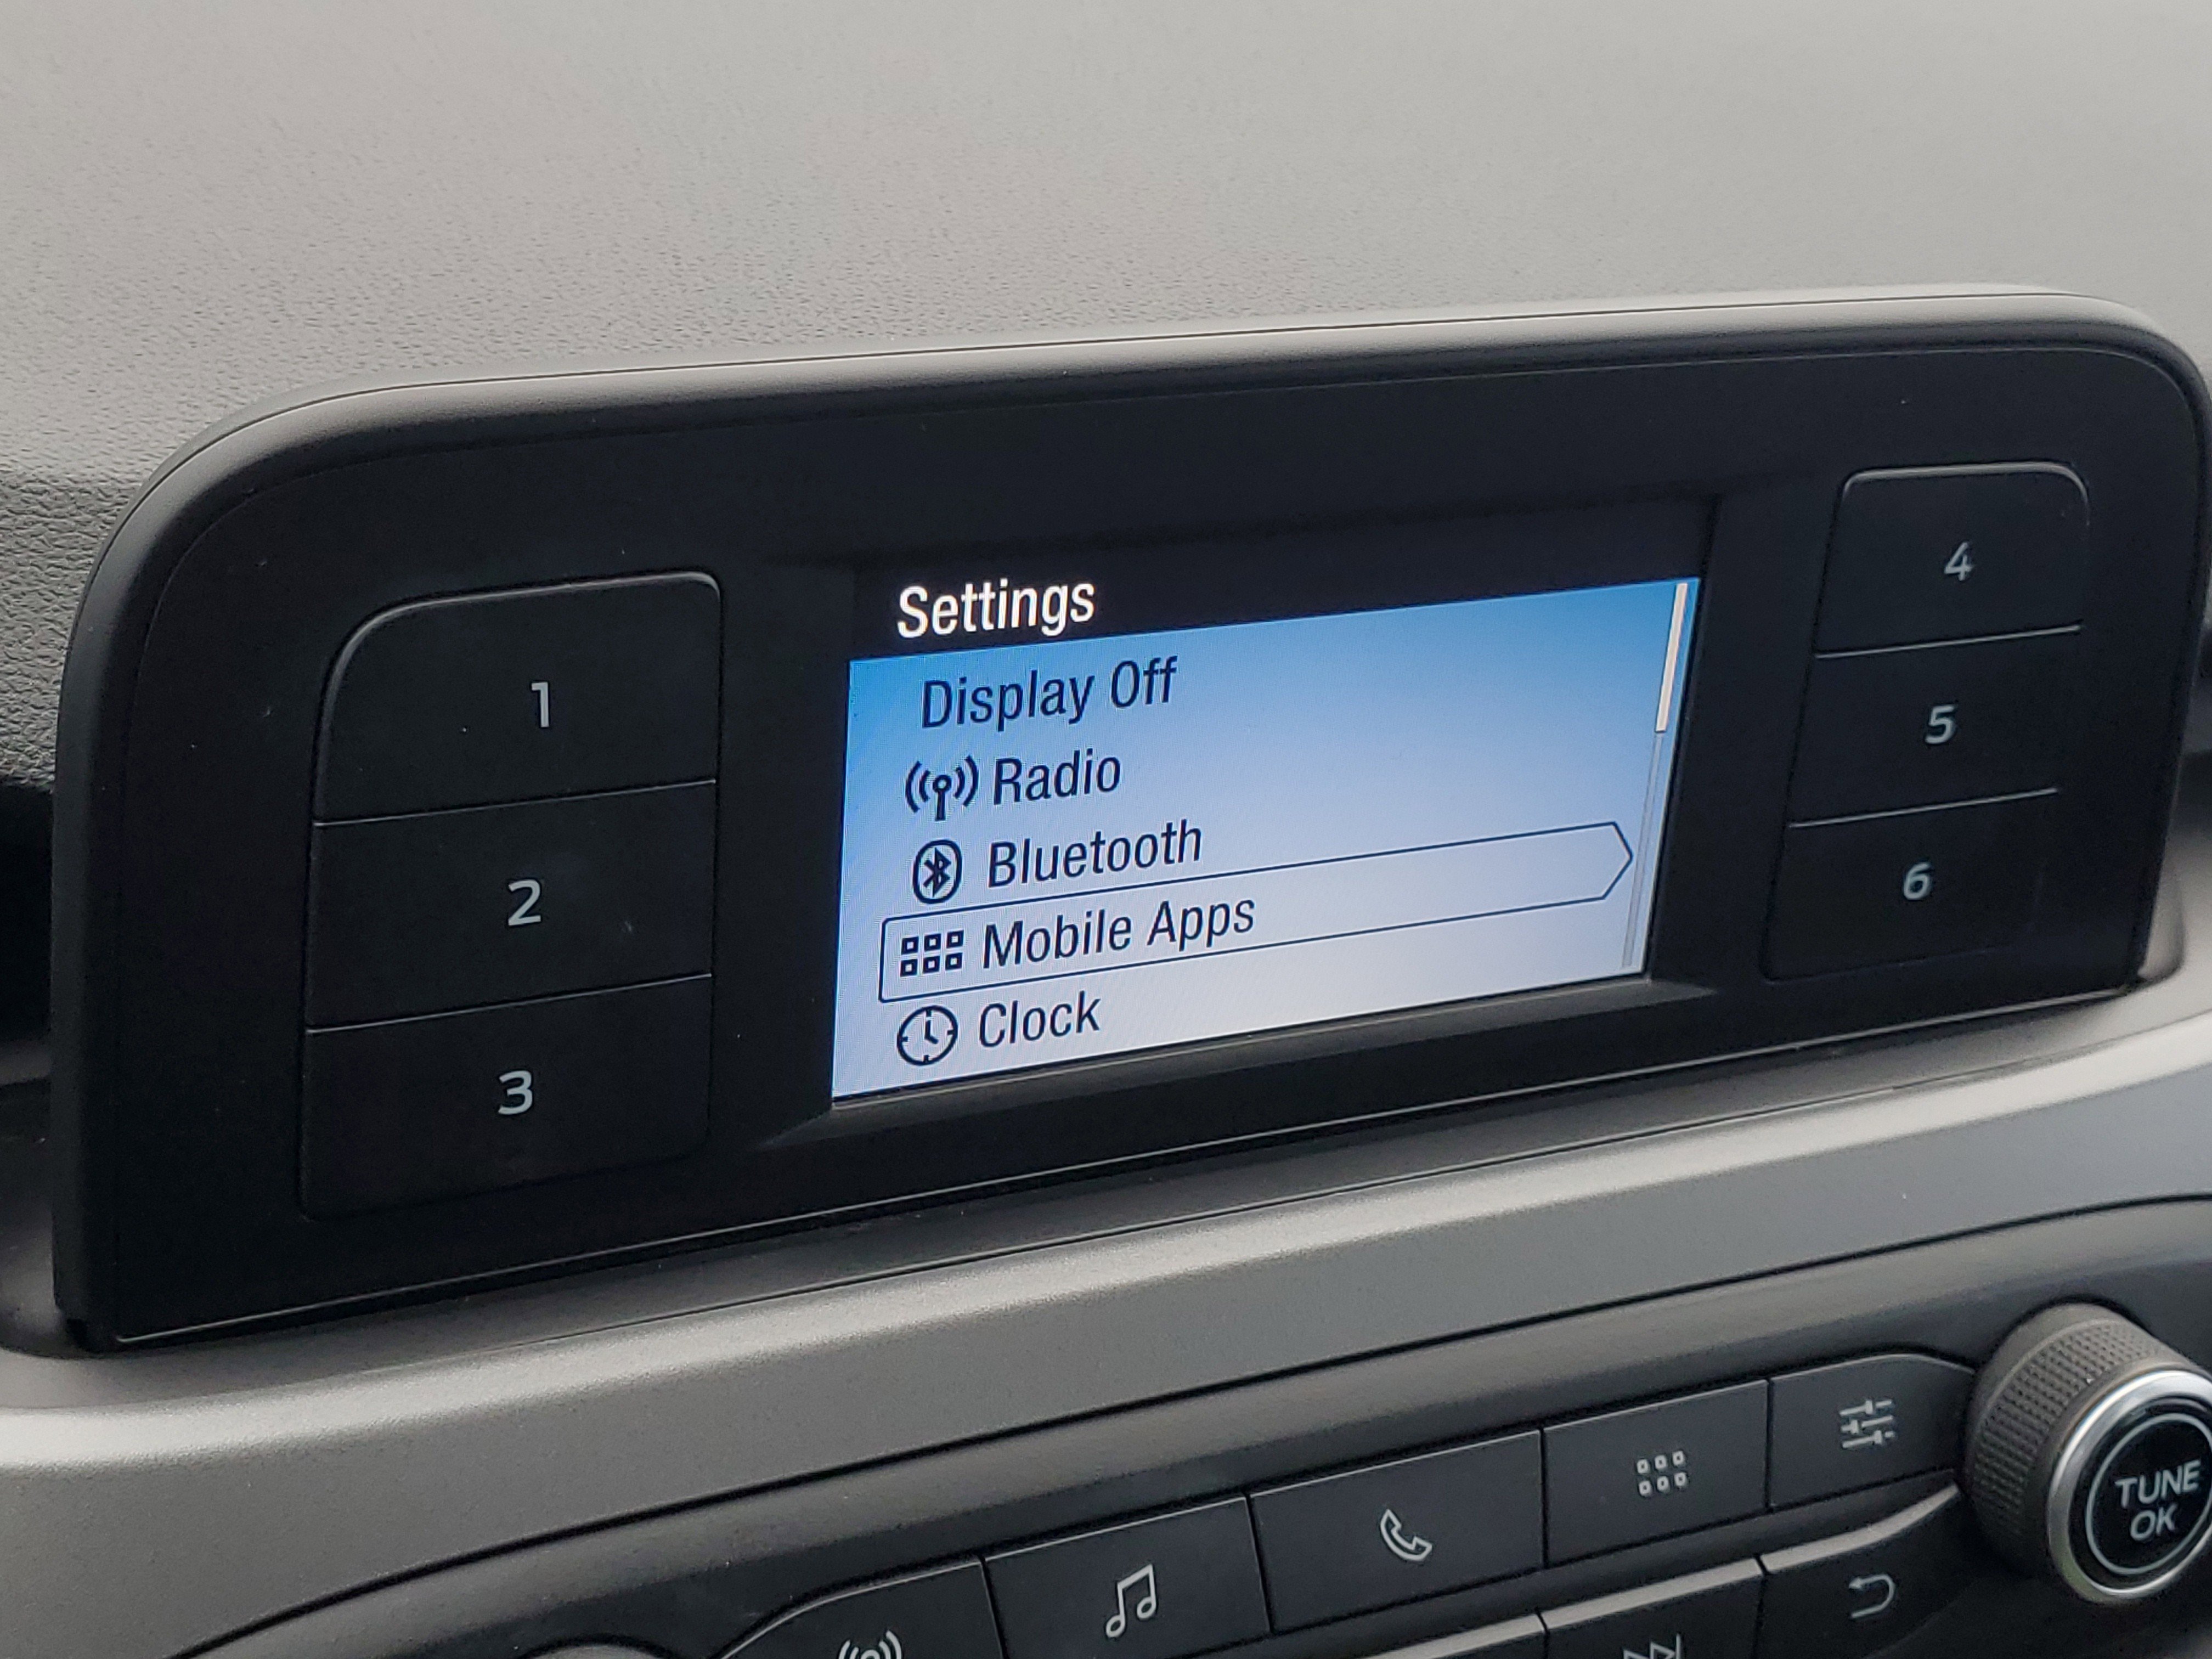 Settings
Display Off
Radio
Bluetooth
Mobile Apps
Clock
1
2
3
4
5
6
TUNE
OK